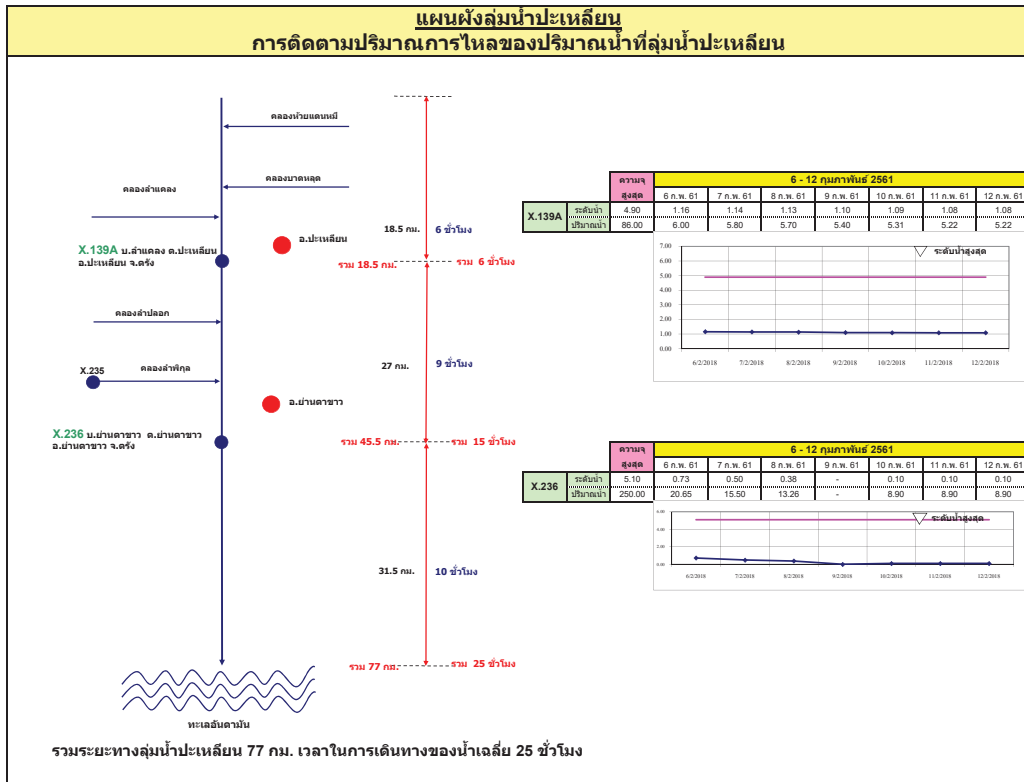 แผนผังลุ่มน้ำปะเหลียน
การติดตามปริมาณการไหลของปริมาณน้ำที่ลุ่มน้ำปะเหลียน
คลองห้วยแดนหมี
คลองบาดหลุด
คลองลำแคลง
18.5 กม. 6 ชั่วโมง
อ.ปะเหลียน
X.139A บ.ลำแคลง ต.ปะเหลียน
อ.ปะเหลียน จ.ตรัง
รวม 18.5 กม. รวม 6 ชั่วโมง
คลองลำปลอก
X.235 คลองลำพิกุล
27 กม. 9 ชั่วโมง
อ.ย่านตาขาว
X.236 บ.ย่านตาขาว ต.ย่านตาขาว
อ.ย่านตาขาว จ.ตรัง
รวม 45.5 กม. รวม 15 ชั่วโมง
31.5 กม. 10 ชั่วโมง
รวม 77 กม. รวม 25 ชั่วโมง
ทะเลอันดามัน
รวมระยะทางลุ่มน้ำปะเหลียน 77 กม. เวลาในการเดินทางของน้ำเฉลี่ย 25 ชั่วโมง
ความจุ 6 - 12 กุมภาพันธ์ 2561
สูงสุด 6 ก.พ. 61 7 ก.พ. 61 8 ก.พ. 61 9 ก.พ. 61 10 ก.พ. 61 11 ก.พ. 61 12 ก.พ. 61
X.139A ระดับน้ำ 4.90 1.16 1.14 1.13 1.10 1.09 1.08 1.08
ปริมาณน้ำ 86.00 6.00 5.80 5.70 5.40 5.31 5.22 5.22
ระดับน้ำสูงสุด
7.00
6.00
5.00
4.00
3.00
2.00
1.00
0.00
6/2/2018 7/2/2018 8/2/2018 9/2/2018 10/2/2018 11/2/2018 12/2/2018
ความจุ 6 - 12 กุมภาพันธ์ 2561
สูงสุด 6 ก.พ. 61 7 ก.พ. 61 8 ก.พ. 61 9 ก.พ. 61 10 ก.พ. 61 11 ก.พ. 61 12 ก.พ. 61
X.236 ระดับน้ำ 5.10 0.73 0.50 0.38 - 0.10 0.10 0.10
ปริมาณน้ำ 250.00 20.65 15.50 13.26 - 8.90 8.90 8.90
ระดับน้ำสูงสุด
6.00
4.00
2.00
0.00
6/2/2018 7/2/2018 8/2/2018 9/2/2018 10/2/2018 11/2/2018 12/2/2018